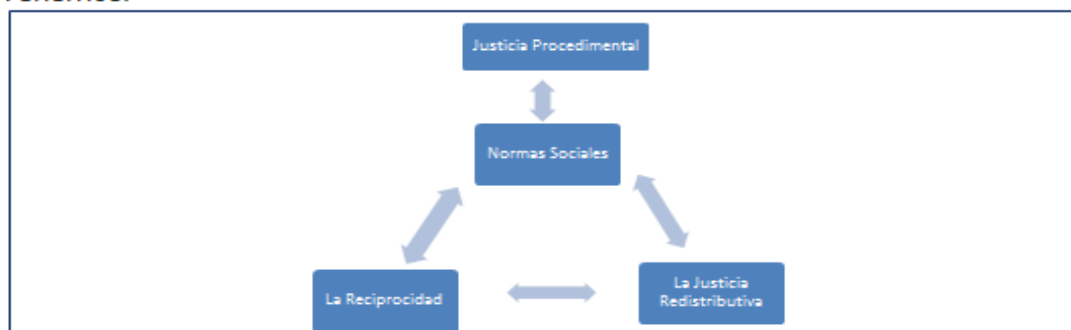 Justicia Procedimental
Normas Sociales
La Reciprocidad
La Justicia
Redistributiva